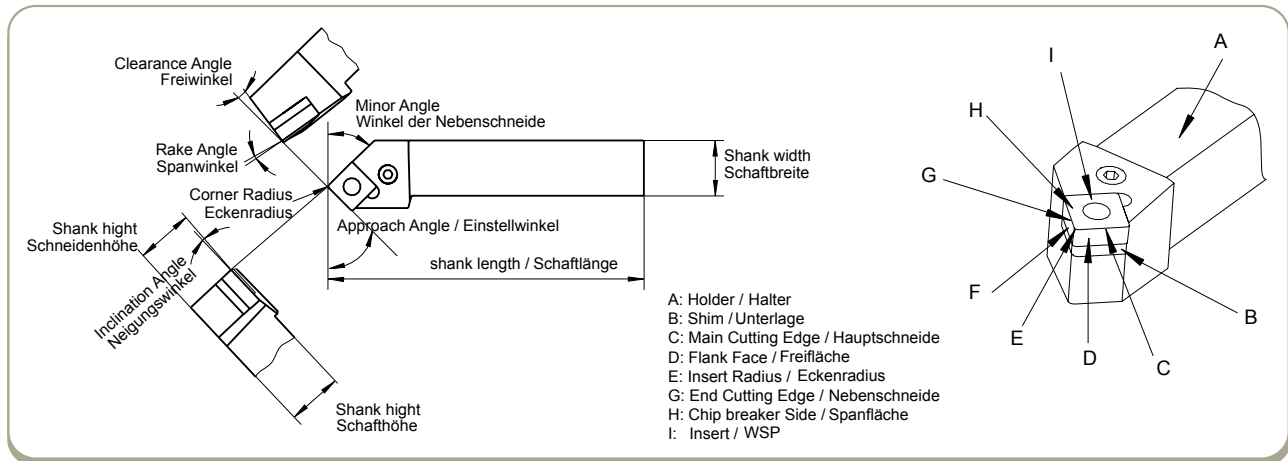 Clearance Angle
Freiwinkel
Rake Angle
Spanwinkel
Minor Angle
Winkel der Nebenschneide
Corner Radius
Eckenradius
Shank width
Schaftbreite
Shank hight
Schneidenhöhe
Inclination Angle
Neigungswinkel
Approach Angle / Einstellwinkel
shank length / Schaftlänge
Shank hight
Schafthöhe
A: Holder / Halter
B: Shim / Unterlage
C: Main Cutting Edge / Hauptschneide
D: Flank Face / Freifläche
E: Insert Radius / Eckenradius
G: End Cutting Edge / Nebenschneide
H: Chip breaker Side / Spanfläche
I: Insert / WSP
A
I
H
G
F
E
D
C
B